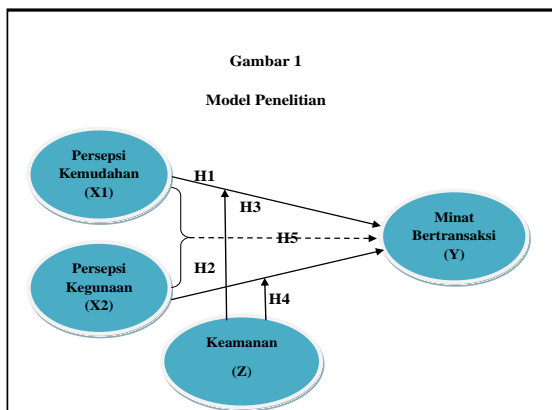 Gambar 1
Model Penelitian
Persepsi
Kemudahan
(X1)
H1
H3
Minat
Bertransaksi
(Y)
H5
Persepsi
Kegunaan
(X2)
H2
H4
Keamanan
(Z)